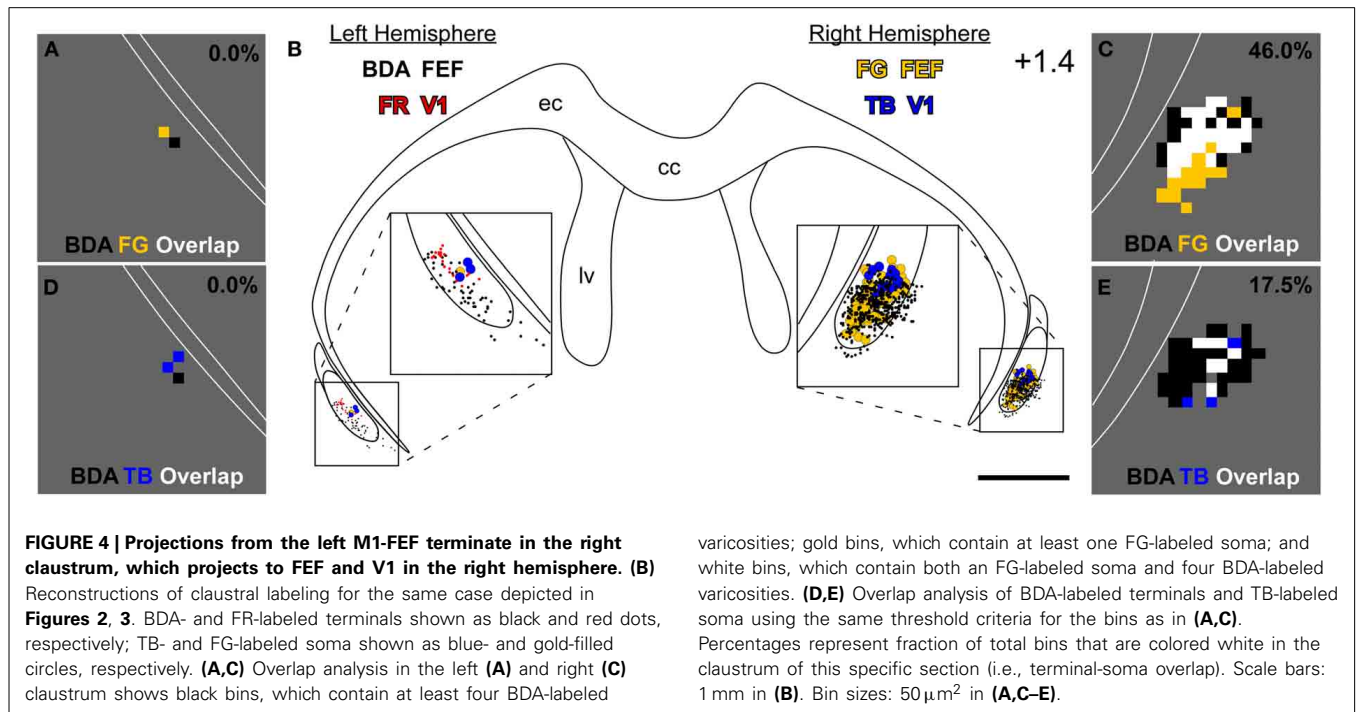 A
0.0%
BDA FG Overlap
D
0.0%
BDA TB Overlap
B
Left Hemisphere
BDA FEF
FR V1
Right Hemisphere
FG FEF
TB V1
+1.4
ec
cc
lv
C
46.0%
BDA FG Overlap
E
17.5%
BDA TB Overlap
FIGURE 4 | Projections from the left M1-FEF terminate in the right
claustrum, which projects to FEF and V1 in the right hemisphere. (B)
Reconstructions of claustral labeling for the same case depicted in
Figures 2, 3. BDA- and FR-labeled terminals shown as black and red dots,
respectively; TB- and FG-labeled soma shown as blue- and gold-filled
circles, respectively. (A,C) Overlap analysis in the left (A) and right (C)
claustrum shows black bins, which contain at least four BDA-labeled
varicosities; gold bins, which contain at least one FG-labeled soma; and
white bins, which contain both an FG-labeled soma and four BDA-labeled
varicosities. (D,E) Overlap analysis of BDA-labeled terminals and TB-labeled
soma using the same threshold criteria for the bins as in (A,C).
Percentages represent fraction of total bins that are colored white in the
claustrum of this specific section (i.e., terminal-soma overlap). Scale bars:
1 mm in (B). Bin sizes: 50 μm² in (A,C–E).